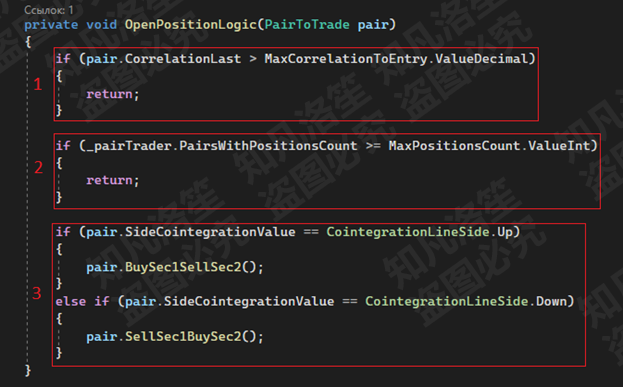 Ссылок: 1
private void OpenPositionLogic(PairToTrade pair)
{
if (pair.CorrelationLast > MaxCorrelationToEntry.ValueDecimal)
1
{
return;
}
if (_pairTrader.PairsWithPositionsCount >= MaxPositionsCount.ValueInt)
2
{
return;
}
if (pair.SideCointegrationValue == CointegrationLineSide.Up)
{
pair.BuySec1SellSec2();
}
3
else if (pair.SideCointegrationValue == CointegrationLineSide.Down)
{
pair.SellSec1BuySec2();
}
}
知凡洛笙
盗图必究